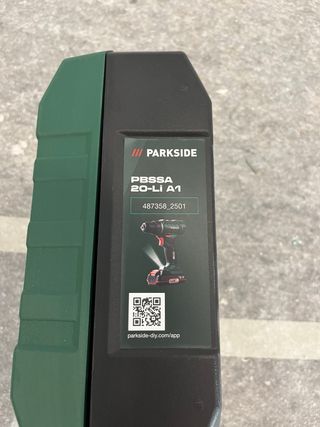 PARKSIDE
PBSSA
20-Li A1
487358_2501
parkside-diy.com/app